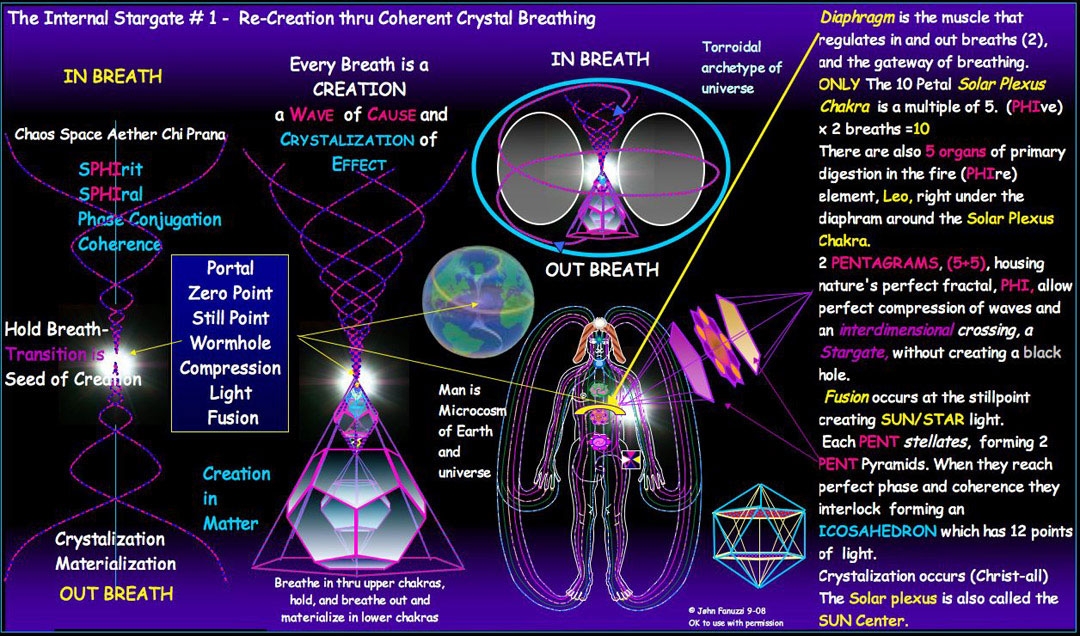 The Internal Stargate # 1 - Re-Creation thru Coherent Crystal Breathing
IN BREATH
Chaos Space Aether Chi Prana
SPHIrit
SPHIral
Phase Conjugation
Coherence
Hold Breath-
Transition is
Seed of Creation
Crystalization
Materialization
OUT BREATH
Portal
Zero Point
Still Point
Wormhole
Compression
Light
Fusion
Creation
in
Matter
Every Breath is a
CREATION
a WAVE of CAUSE and
CRYSTALIZATION of
EFFECT
Breathe in thru upper chakras,
hold, and breathe out and
materialize in lower chakras
IN BREATH
Torroidal
archetype of
universe
OUT BREATH
Man is
Microcosm
of Earth
and
universe
© John Fanuzzi 9-08
OK to use with permission
Diaphragm is the muscle that
regulates in and out breaths (2),
and the gateway of breathing.
ONLY The 10 Petal Solar Plexus
Chakra is a multiple of 5. (PHIve)
x 2 breaths =10
There are also 5 organs of primary
digestion in the fire (PHIre)
element, Leo, right under the
diaphram around the Solar Plexus
Chakra.
2 PENTAGRAMS, (5+5), housing
nature's perfect fractal, PHI, allow
perfect compression of waves and
an interdimensional crossing, a
Stargate, without creating a black
hole.
Fusion occurs at the stillpoint
creating SUN/STAR light.
Each PENT stellates, forming 2
PENT Pyramids. When they reach
perfect phase and coherence they
interlock forming an
ICOSAHEDRON which has 12 points
of light.
Crystalization occurs (Christ-all)
The Solar plexus is also called the
SUN Center.